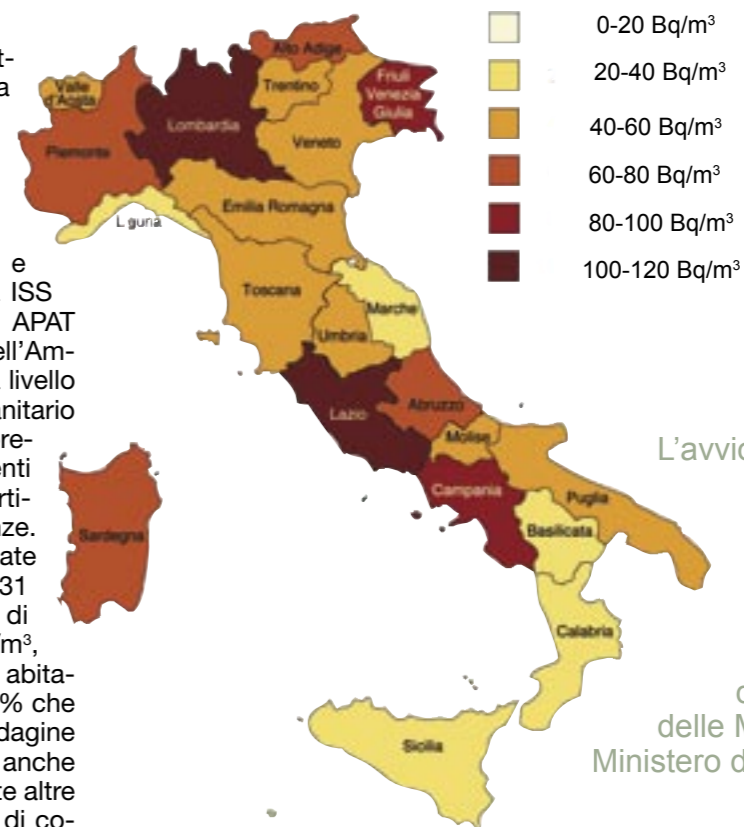 0-20 Bq/m³
20-40 Bq/m³
40-60 Bq/m³
60-80 Bq/m³
80-100 Bq/m³
100-120 Bq/m³
Alto Adige
Valle
d'Aosta
Trentino
Friuli
Venezia
Giulia
Lombardia
Piemonte
Veneto
Emilia Romagna
L guria
Toscana
Marche
Umbria
Lazio
Abruzzo
Molise
Campania
Puglia
Basilicata
Sardegna
Calabria
Sicilia
t-
a
e
ISS
APAT
ell'Am-
livello
anitario
re-
enti
rti-
ze.
ate
31
di
/m³,
abita-
% che
dagine
anche
te altre
di co-
L'avvio
delle M
Ministero d